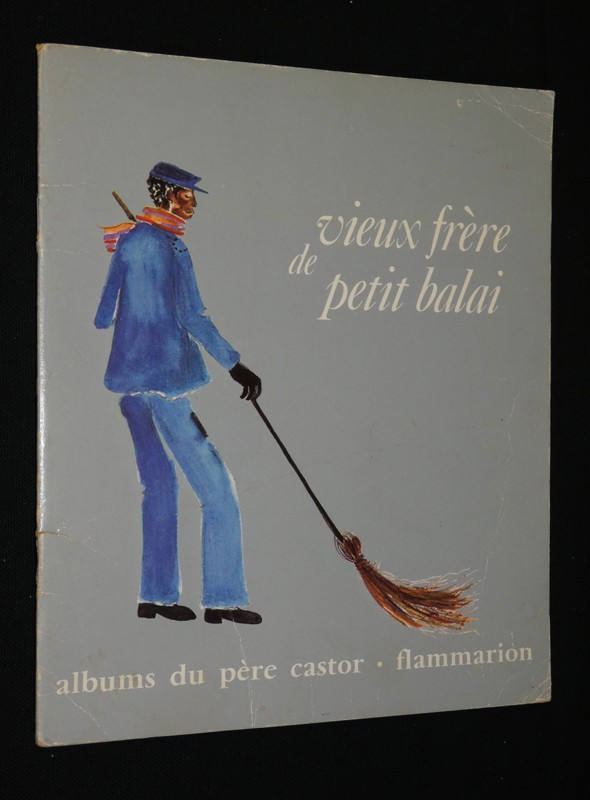 vieux frère
de
petit balai
albums du père castor · flammarion